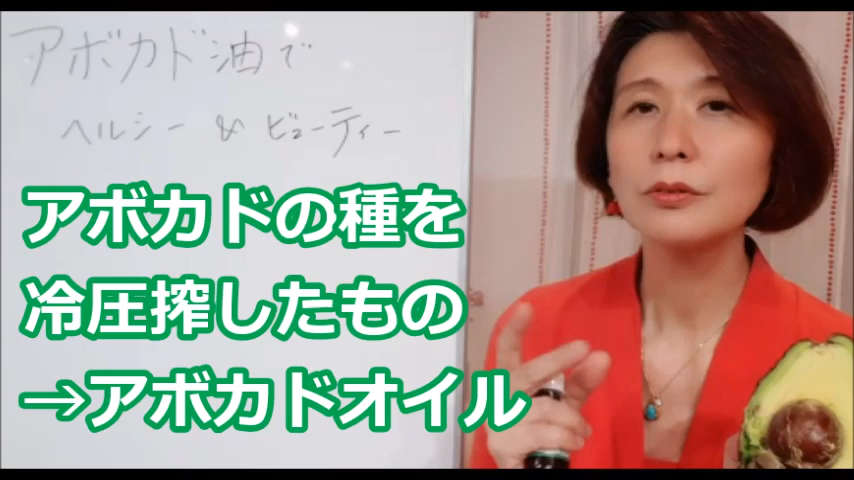 アボカド油で
ヘルシー & ビューティー
アボカドの種を
冷圧搾したもの
→アボカドオイル